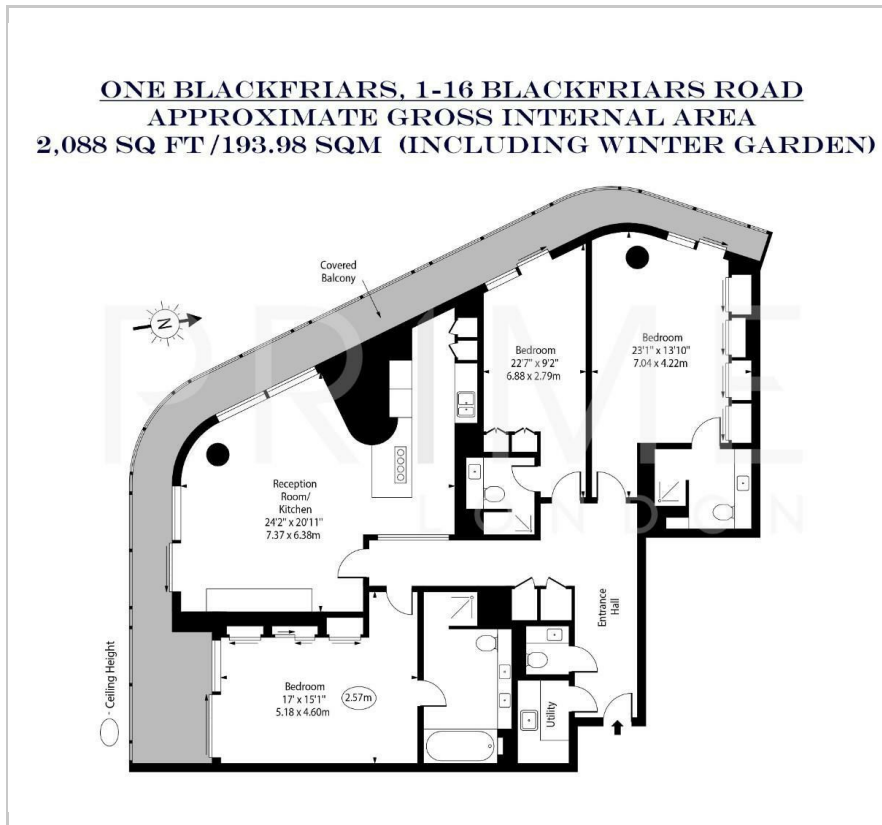 ONE BLACKFRIARS, 1-16 BLACKFRIARS ROAD
APPROXIMATE GROSS INTERNAL AREA
2,088 SQ FT /193.98 SQM (INCLUDING WINTER GARDEN)
Covered
Balcony
N
Bedroom
22'7" x 9'2"
6.88 x 2.79m
Bedroom
23'1" x 13'10"
7.04 x 4.22m
PRIME
LONDON
Reception
Room/
Kitchen
24'2" x 20'11"
7.37 x 6.38m
Entrance
Hall
- Ceiling Height
Bedroom
17' x 15'1"
5.18 x 4.60m
2.57m
Utility